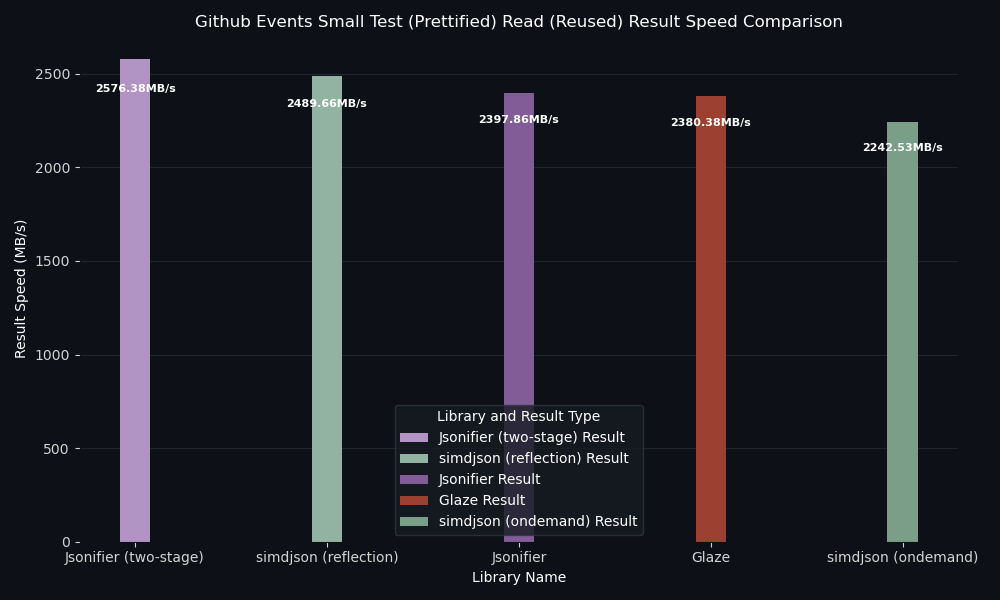 Github Events Small Test (Prettified) Read (Reused) Result Speed Comparison
Result Speed (MB/s)
2500
2000
1500
1000
500
0
2576.38MB/s
2489.66MB/s
2397.86MB/s
2380.38MB/s
2242.53MB/s
Library and Result Type
Jsonifier (two-stage) Result
simdjson (reflection) Result
Jsonifier Result
Glaze Result
simdjson (ondemand) Result
Jsonifier (two-stage)
simdjson (reflection)
Jsonifier
Glaze
simdjson (ondemand)
Library Name